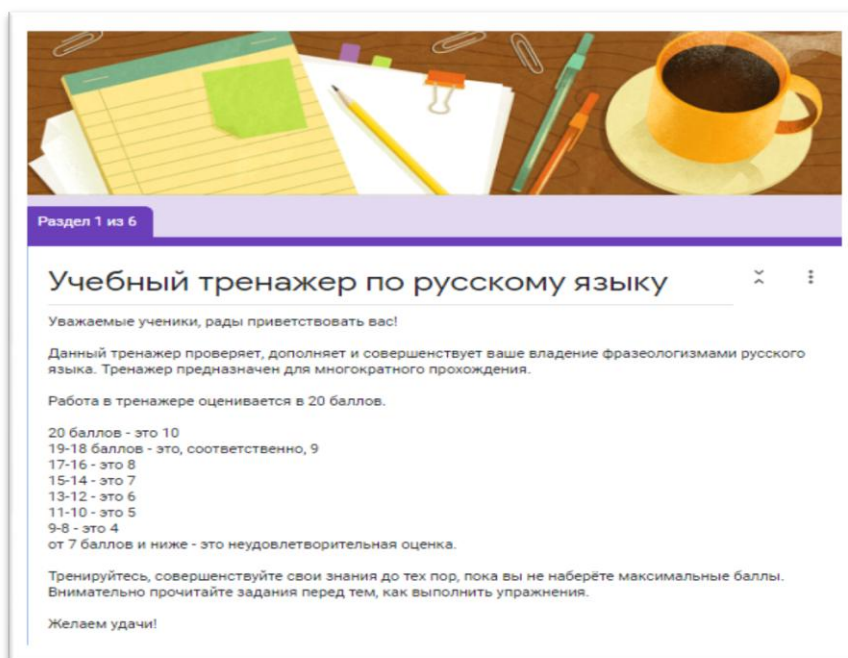 Раздел 1 из 6
Учебный тренажер по русскому языку
Уважаемые ученики, рады приветствовать вас!
Данный тренажер проверяет, дополняет и совершенствует ваше владение фразеологизмами русского
языка. Тренажер предназначен для многократного прохождения.
Работа в тренажере оценивается в 20 баллов.
20 баллов - это 10
19-18 баллов - это, соответственно, 9
17-16 - это 8
15-14 - это 7
13-12 - это 6
11-10 - это 5
9-8 - это 4
от 7 баллов и ниже - это неудовлетворительная оценка.
Тренируйтесь, совершенствуйте свои знания до тех пор, пока вы не наберёте максимальные баллы.
Внимательно прочитайте задания перед тем, как выполнить упражнения.
Желаем удачи!